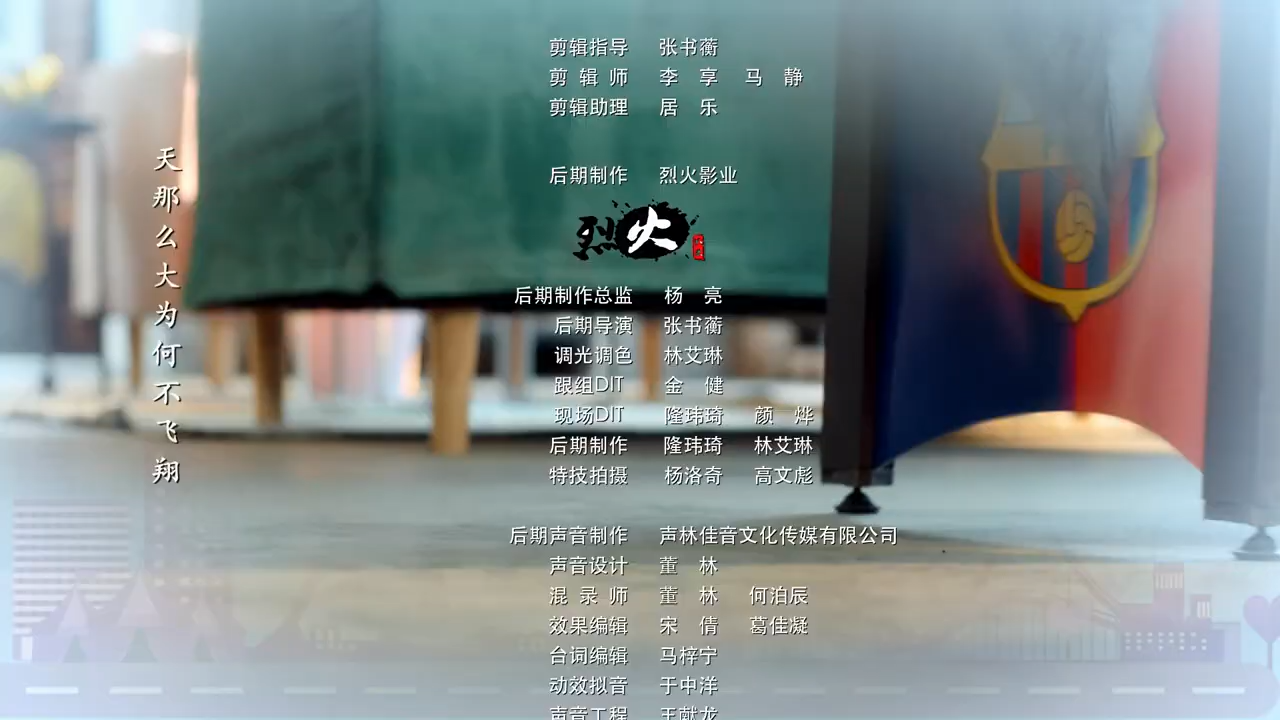 天那么大为何不飞翔
剪辑指导 张书蘅
剪辑师 李享 马静
剪辑助理 居乐
后期制作 烈火影业
烈火
后期制作总监 杨亮
后期导演 张书蘅
调光调色 林艾琳
跟组DIT 金健
现场DIT 隆玮琦 颜烨
后期制作 隆玮琦 林艾琳
特技拍摄 杨洛奇 高文彪
后期声音制作 声林佳音文化传媒有限公司
声音设计 董林
混录师 董林 何泊辰
效果编辑 宋倩 葛佳凝
台词编辑 马梓宁
动效拟音 于中洋
声音工程 王献龙